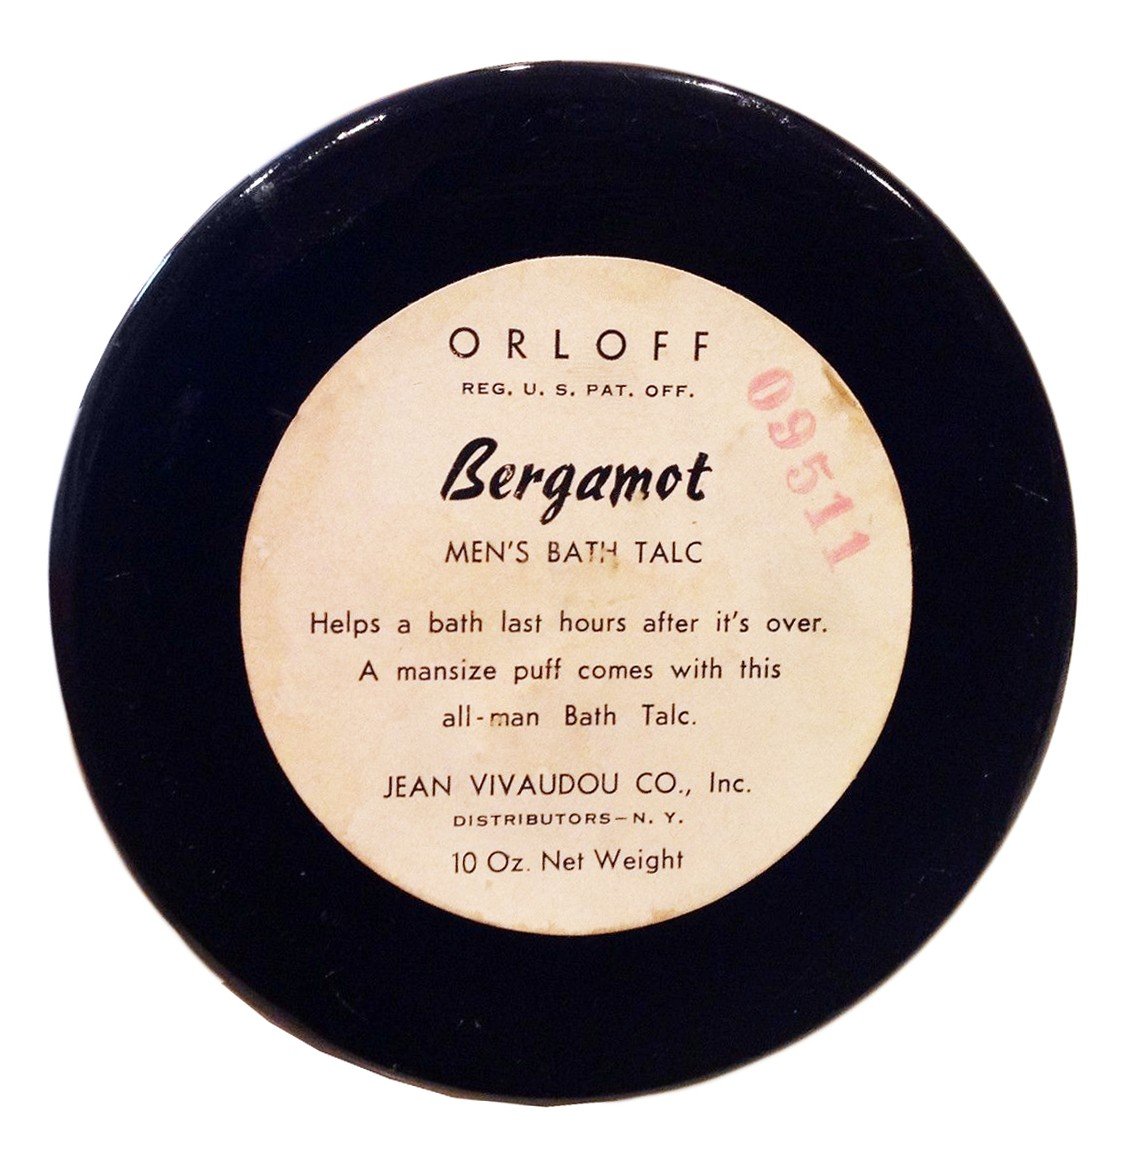 ORLOFF
REG. U. S. PAT. OFF.
Bergamot
MEN'S BATH TALC
Helps a bath last hours after it's over.
A mansize puff comes with this
all-man Bath Talc.
JEAN VIVAUDOU CO., Inc.
DISTRIBUTORS—N. Y.
10 Oz. Net Weight
09511